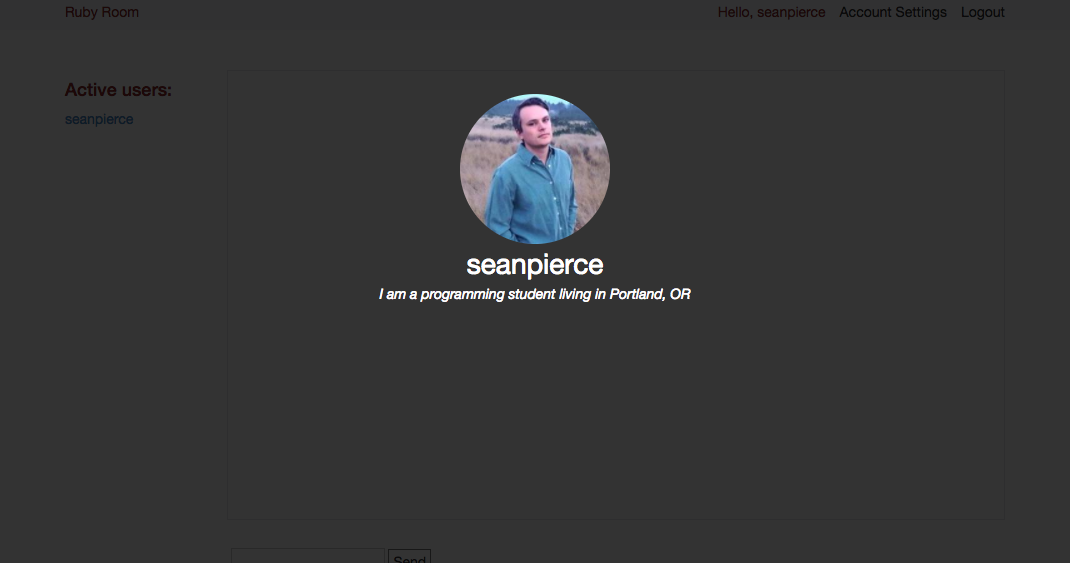 Ruby Room
Hello, seanpierce Account Settings Logout
Active users:
seanpierce
seanpierce
I am a programming student living in Portland, OR
Send